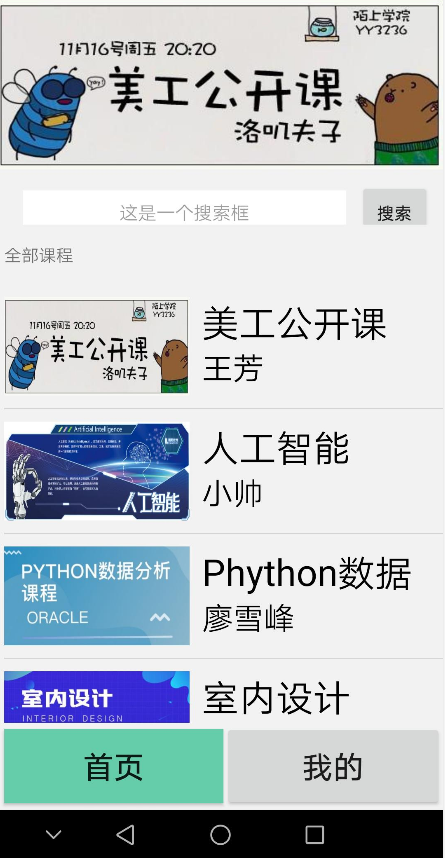 陌上学院
YY3236
11月16号周五 20:20
yay!
美工公开课
洛叽夫子
这是一个搜索框
搜索
全部课程
陌上学院
YY3236
11月16号周五 20:20
美工公开课
洛叽夫子
美工公开课
王芳
Artificial Intelligence
人工智能
人工智能
小帅
PYTHON数据分析
课程
ORACLE
Phython数据
廖雪峰
室内设计
INTERIOR DESIGN
室内设计
首页
我的